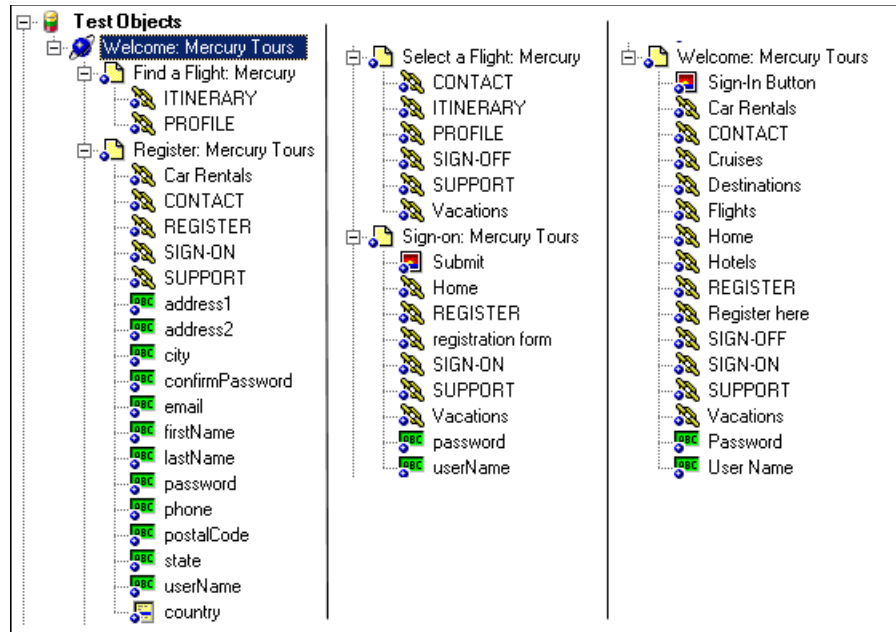 Test Objects
Welcome: Mercury Tours
Find a Flight: Mercury
ITINERARY
PROFILE
Register: Mercury Tours
Car Rentals
CONTACT
REGISTER
SIGN-ON
SUPPORT
address1
address2
city
confirmPassword
email
firstName
lastName
password
phone
postalCode
state
userName
country
Select a Flight: Mercury
CONTACT
ITINERARY
PROFILE
SIGN-OFF
SUPPORT
Vacations
Sign-on: Mercury Tours
Submit
Home
REGISTER
registration form
SIGN-ON
SUPPORT
Vacations
password
userName
Welcome: Mercury Tours
Sign-In Button
Car Rentals
CONTACT
Cruises
Destinations
Flights
Home
Hotels
REGISTER
Register here
SIGN-OFF
SIGN-ON
SUPPORT
Vacations
Password
User Name